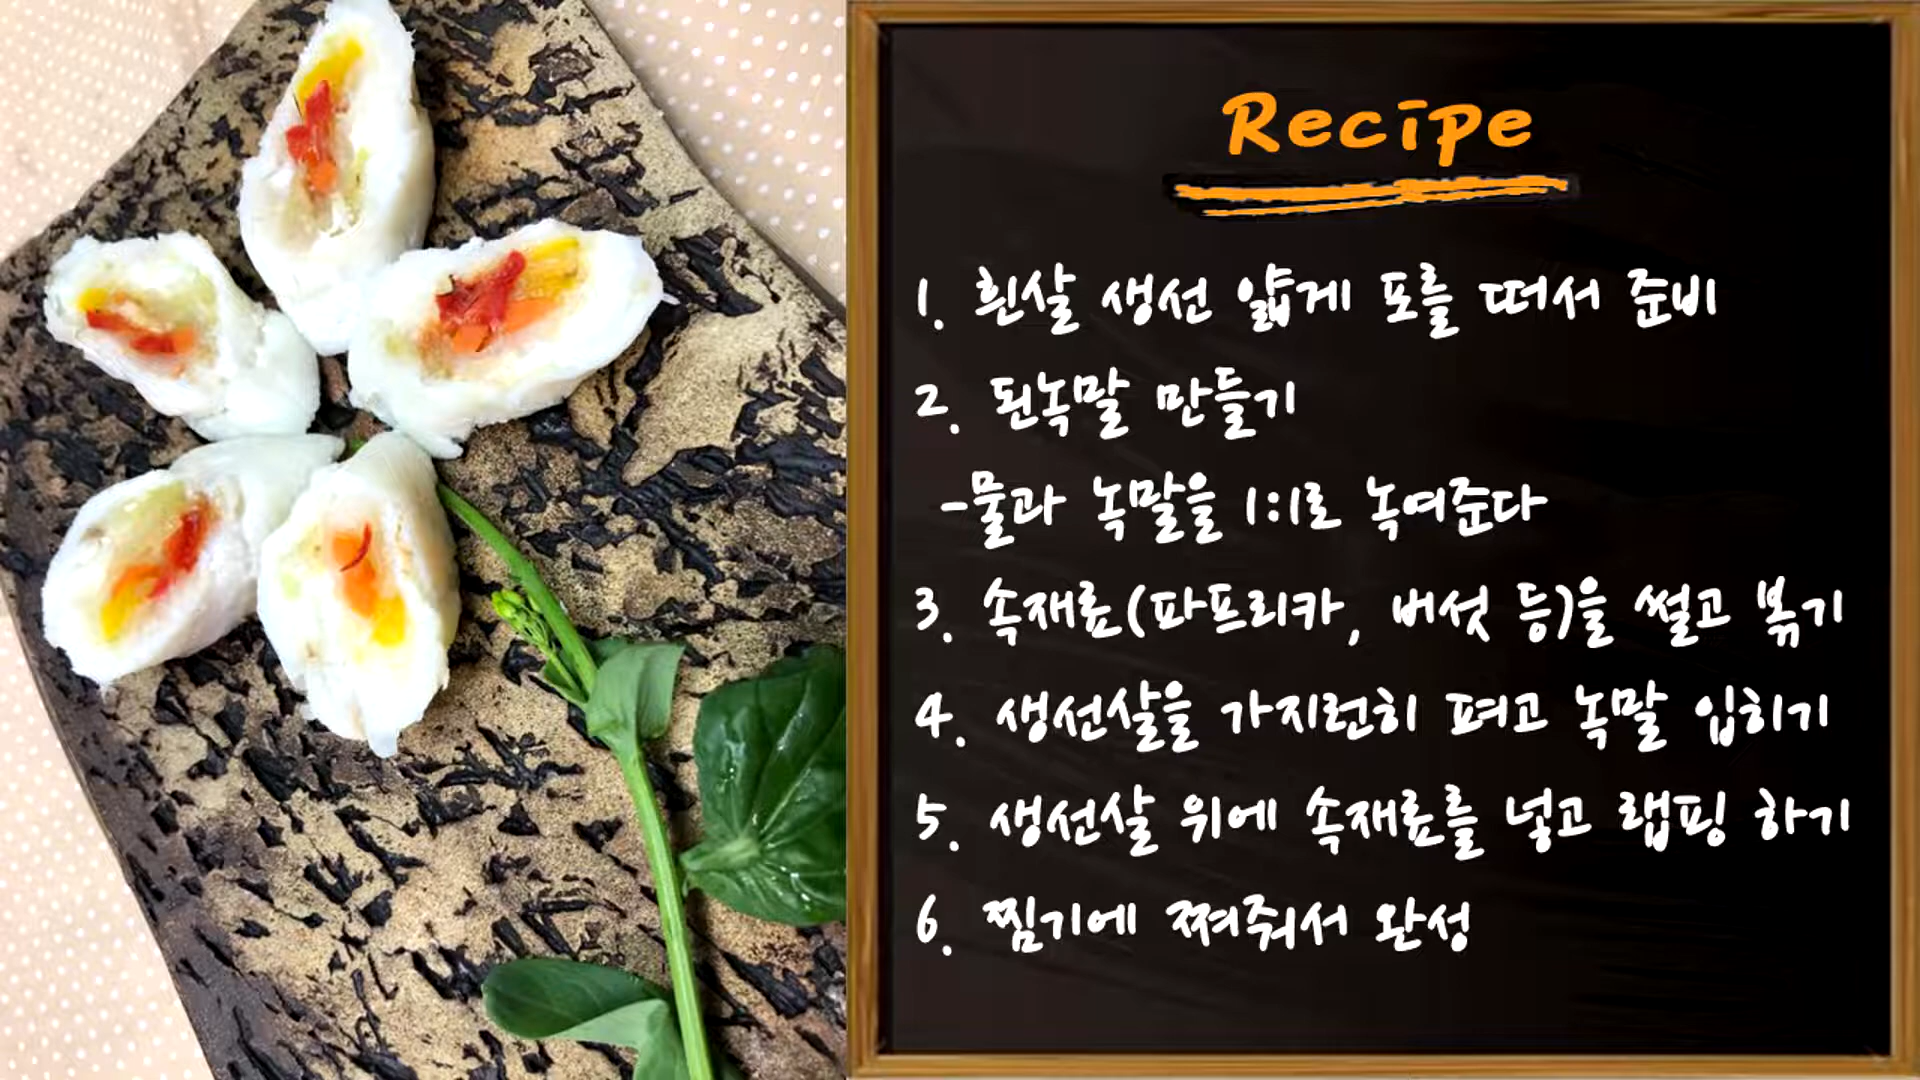 Recipe
1. 흰살 생선 얇게 포를 떠서 준비
2. 된녹말 만들기
-물과 녹말을 1:1로 녹여준다
3. 속재료(파프리카, 버섯 등)을 썰고 볶기
4. 생선살을 가지런히 펴고 녹말 입히기
5. 생선살 위에 속재료를 넣고 랩핑 하기
6. 찜기에 쪄줘서 완성